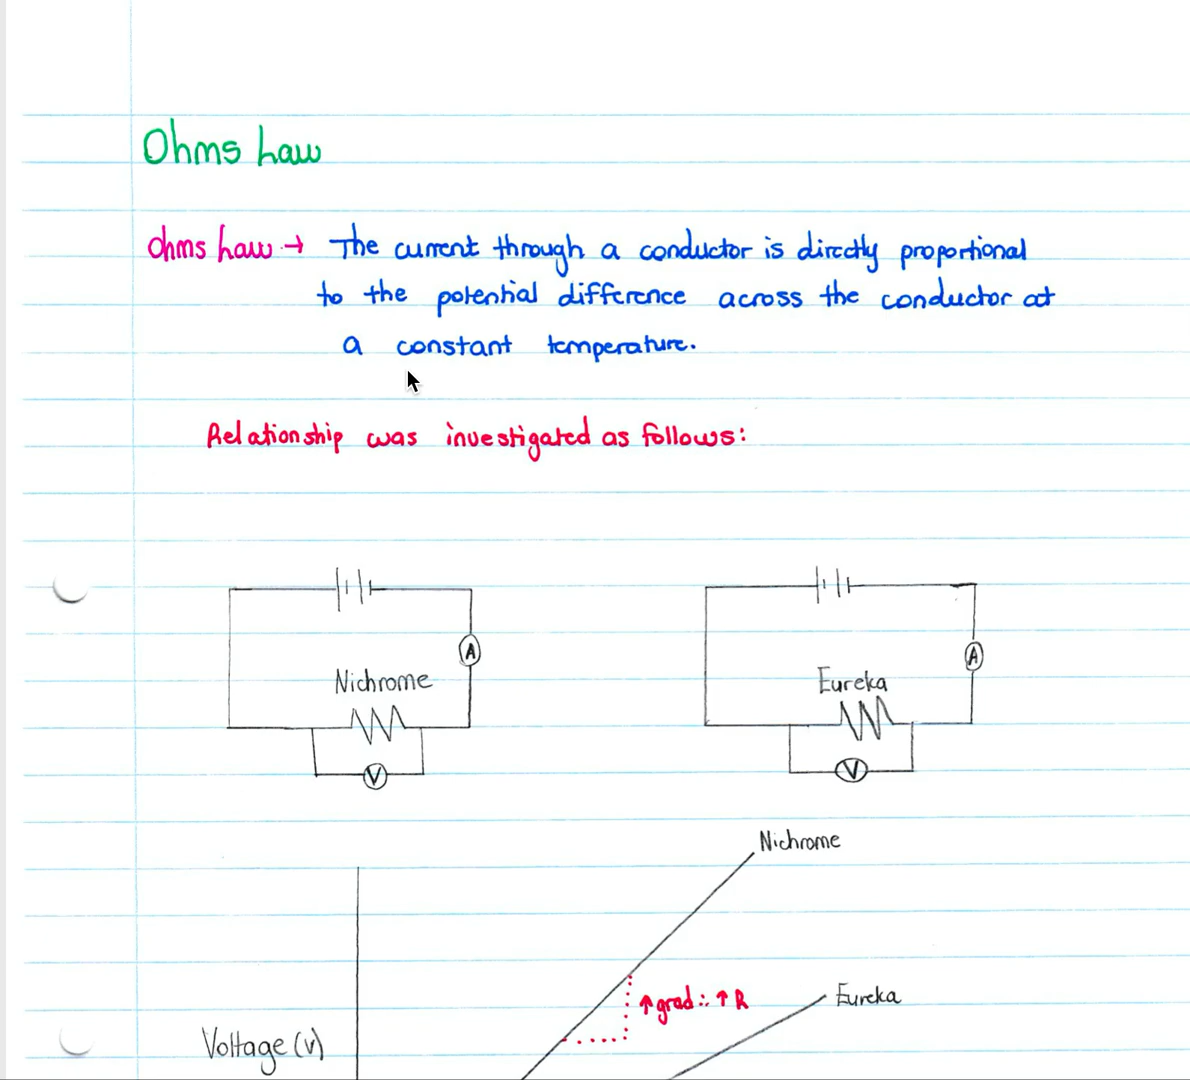 Ohms Law
Ohms Law → The current through a conductor is directly proportional
to the potential difference across the conductor at
a constant temperature.
Relationship was investigated as follows:
A
A
Nichrome
Eureka
V
V
Nichrome
↑grad ∴ ↑ R
Eureka
Voltage (v)